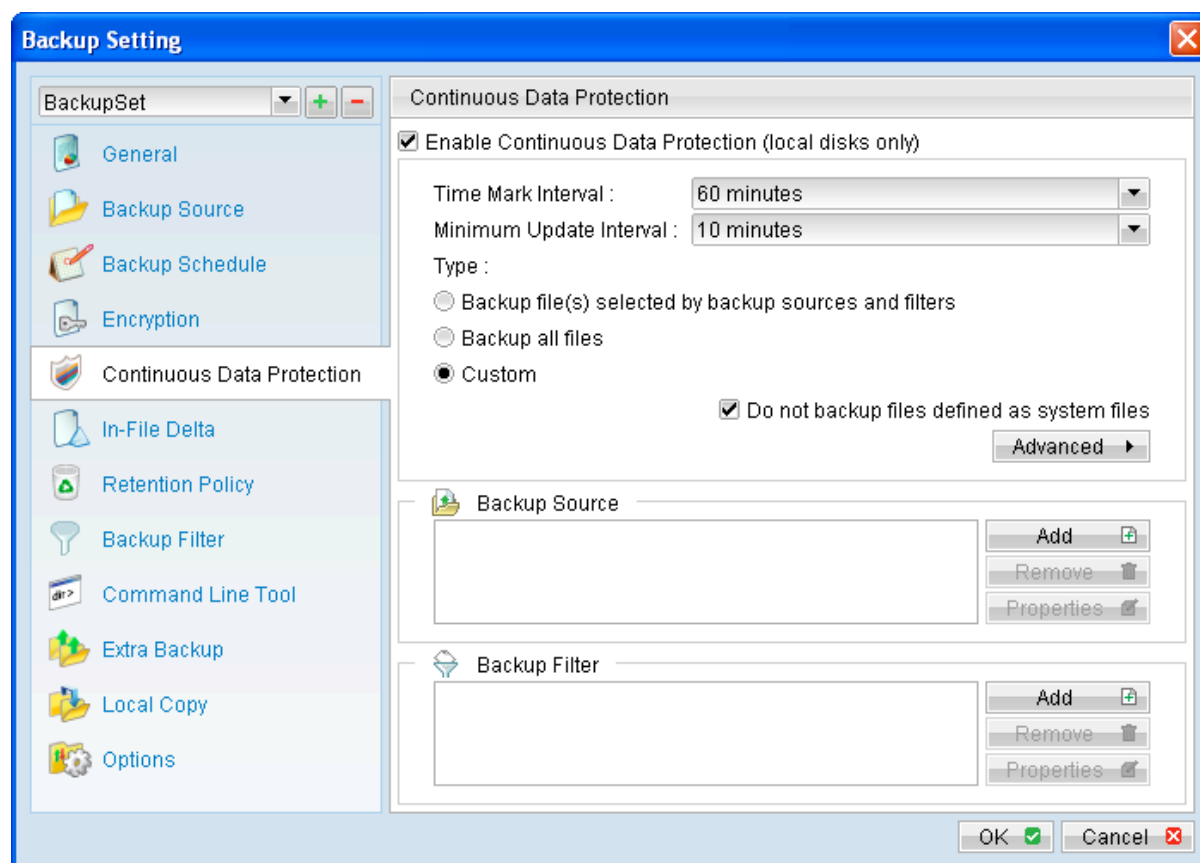 Backup Setting
BackupSet
General
Backup Source
Backup Schedule
Encryption
Continuous Data Protection
In-File Delta
Retention Policy
Backup Filter
Command Line Tool
Extra Backup
Local Copy
Options
Continuous Data Protection
Enable Continuous Data Protection (local disks only)
Time Mark Interval : 60 minutes
Minimum Update Interval : 10 minutes
Type :
Backup file(s) selected by backup sources and filters
Backup all files
Custom
Do not backup files defined as system files
Advanced
Backup Source
Add
Remove
Properties
Backup Filter
Add
Remove
Properties
OK Cancel